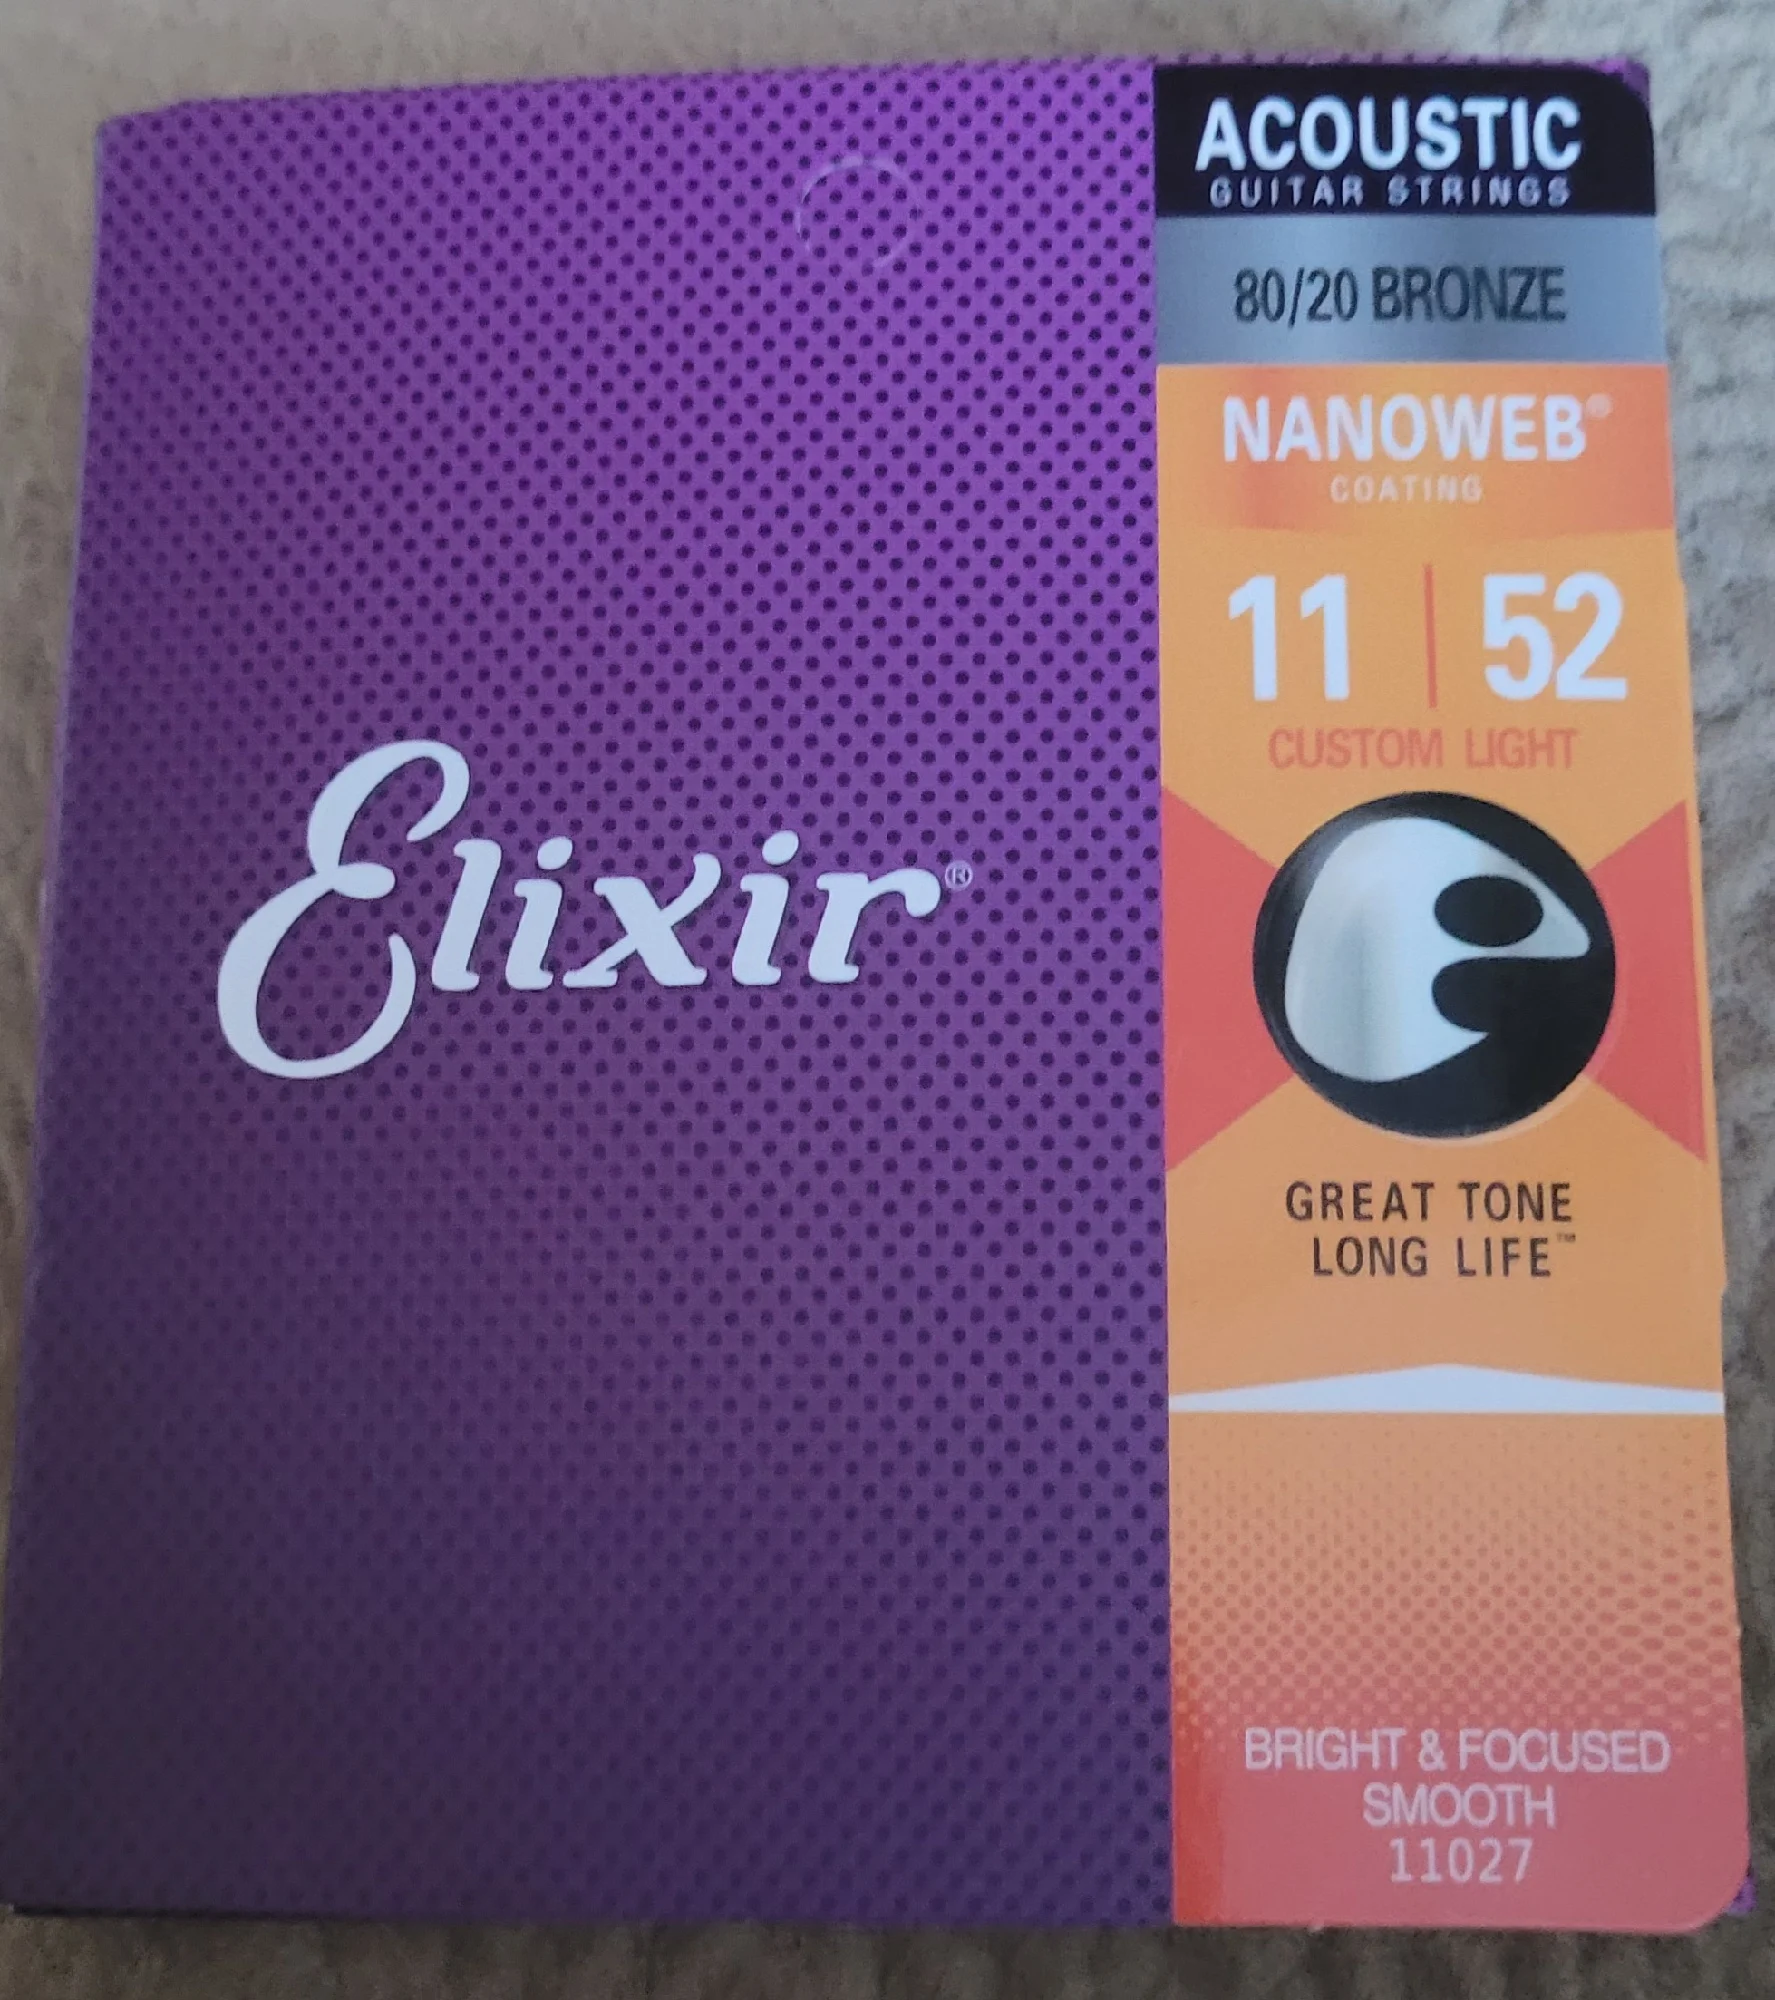 ACOUSTIC
GUITAR STRINGS
80/20 BRONZE
NANOWEB®
COATING
11 | 52
CUSTOM LIGHT
Elixir®
GREAT TONE
LONG LIFE™
BRIGHT & FOCUSED
SMOOTH
11027